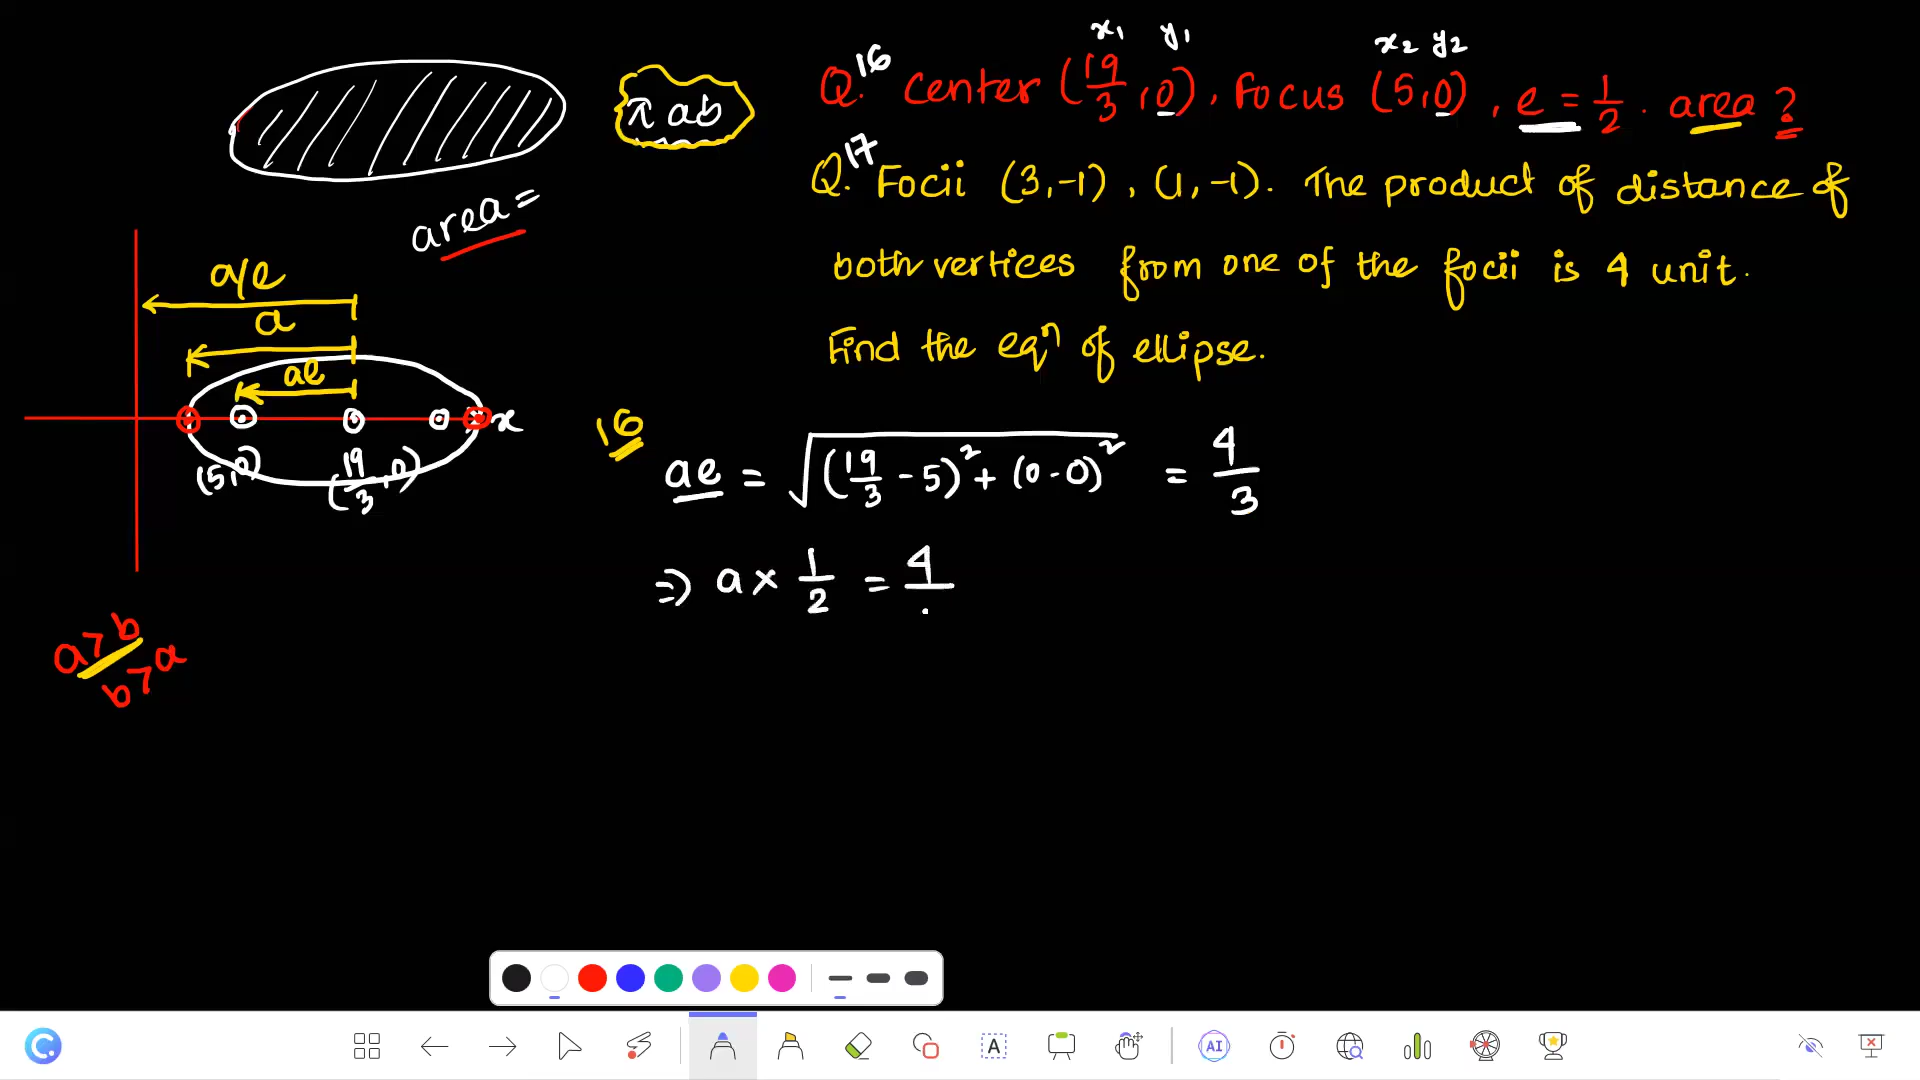 Q.16 Center (19/3, 0), Focus (5,0), e = 1/2. area ?
x1 y1 x2 y2
Q.17 Focii (3,-1), (1,-1). The product of distance of
both vertices from one of the focii is 4 unit.
Find the eqn of ellipse.
π ab
area =
a/e
a
ae
x
(5,0)
(19/3, 0)
a > b
b > a
16
ae = √((19/3 - 5)² + (0-0)²) = 4/3
⇒ a × 1/2 = 4/
A
AI
C.